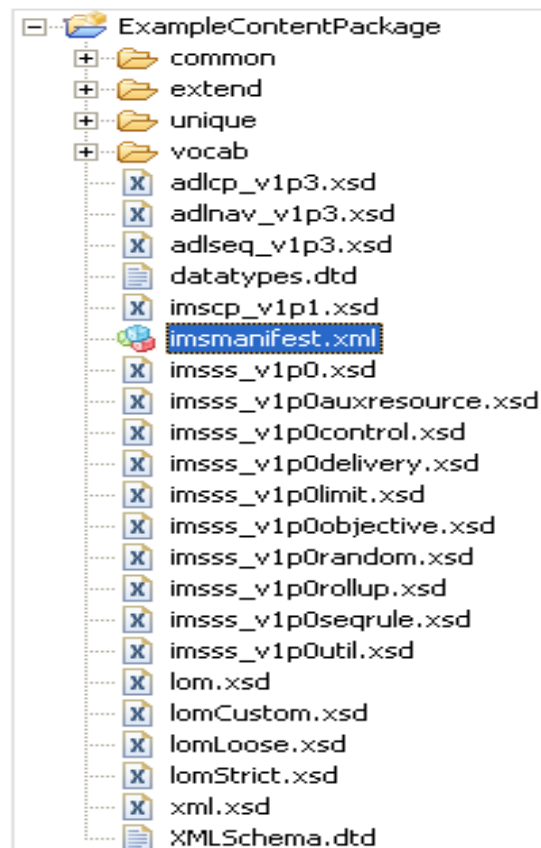 ExampleContentPackage
common
extend
unique
vocab
adlcp_v1p3.xsd
adlnav_v1p3.xsd
adlseq_v1p3.xsd
datatypes.dtd
imscp_v1p1.xsd
imsmanifest.xml
imsss_v1p0.xsd
imsss_v1p0auxresource.xsd
imsss_v1p0control.xsd
imsss_v1p0delivery.xsd
imsss_v1p0limit.xsd
imsss_v1p0objective.xsd
imsss_v1p0random.xsd
imsss_v1p0rollup.xsd
imsss_v1p0seqrule.xsd
imsss_v1p0util.xsd
lom.xsd
lomCustom.xsd
lomLoose.xsd
lomStrict.xsd
xml.xsd
XMLSchema.dtd